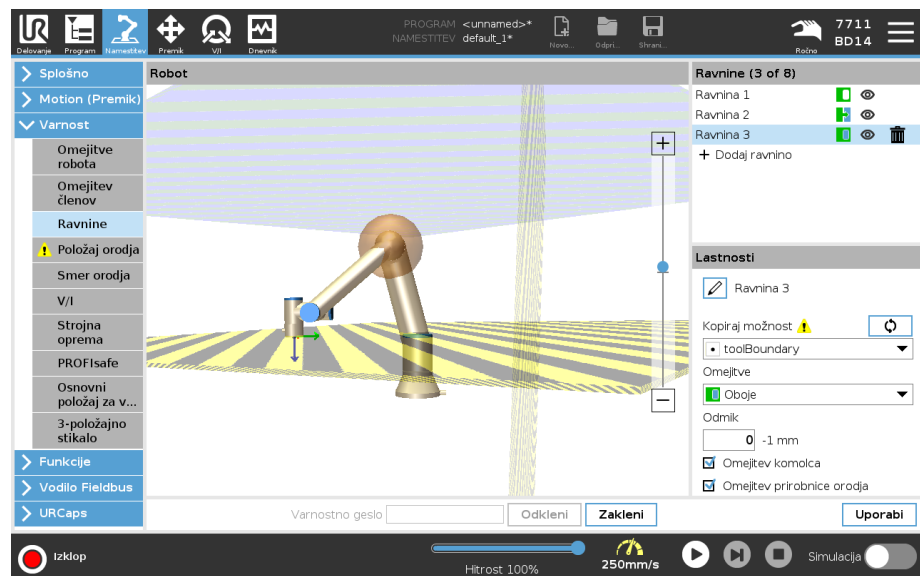 PROGRAM <unnamed>*
NAMESTITEV default_1*
Delovanje
Program
Namestitev
Premik
V/I
Dnevnik
Novo...
Odpri...
Shrani...
Ročno
7711
BD14
Splošno
Motion (Premik)
Varnost
Omejitve
robota
Omejitev
členov
Ravnine
Položaj orodja
Smer orodja
V/I
Strojna
oprema
PROFIsafe
Osnovni
položaj za v...
3-položajno
stikalo
Funkcije
Vodilo Fieldbus
URCaps
Robot
Ravnine (3 of 8)
Ravnina 1
Ravnina 2
Ravnina 3
+ Dodaj ravnino
Lastnosti
Ravnina 3
Kopiraj možnost
toolBoundary
Omejitve
Oboje
Odmik
0 -1 mm
Omejitev komolca
Omejitev prirobnice orodja
Varnostno geslo
Odkleni
Zakleni
Uporabi
Izklop
Hitrost 100%
250mm/s
Simulacija